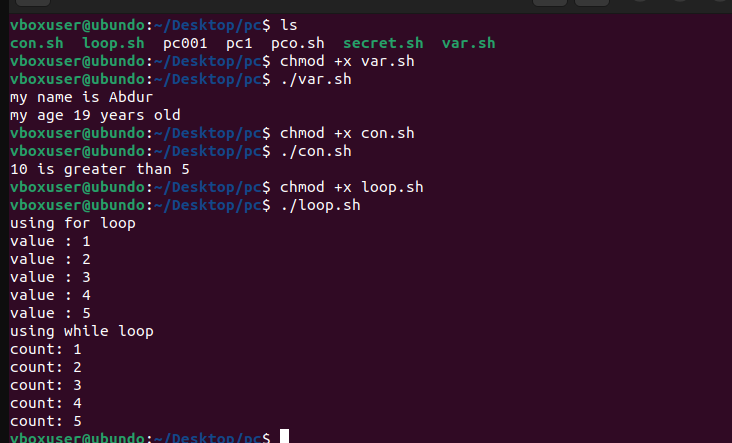 vboxuser@ubundo:~/Desktop/pc$ ls
con.sh  loop.sh  pc001  pc1  pco.sh  secret.sh  var.sh
vboxuser@ubundo:~/Desktop/pc$ chmod +x var.sh
vboxuser@ubundo:~/Desktop/pc$ ./var.sh
my name is Abdur
my age 19 years old
vboxuser@ubundo:~/Desktop/pc$ chmod +x con.sh
vboxuser@ubundo:~/Desktop/pc$ ./con.sh
10 is greater than 5
vboxuser@ubundo:~/Desktop/pc$ chmod +x loop.sh
vboxuser@ubundo:~/Desktop/pc$ ./loop.sh
using for loop
value : 1
value : 2
value : 3
value : 4
value : 5
using while loop
count: 1
count: 2
count: 3
count: 4
count: 5
vboxuser@ubundo:~/Desktop/pc$